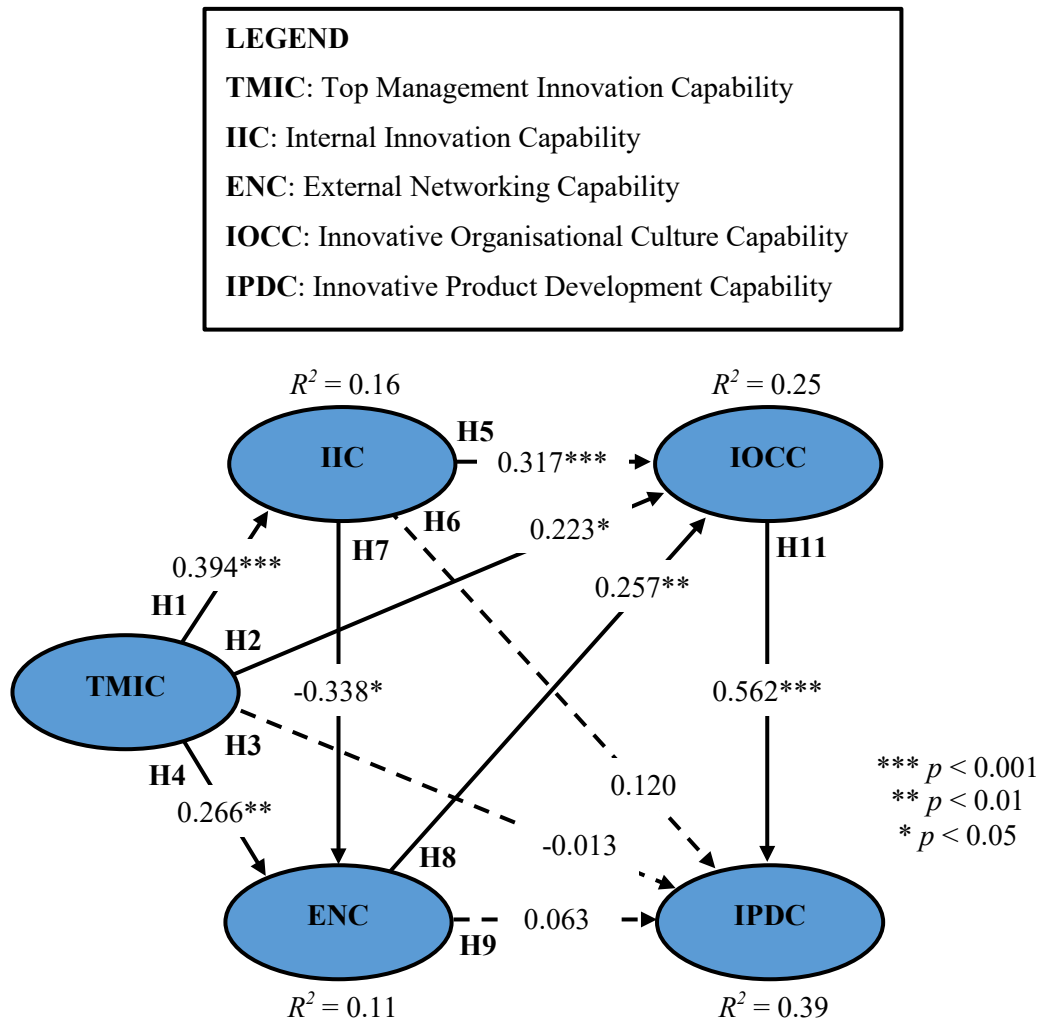 LEGEND
TMIC: Top Management Innovation Capability
IIC: Internal Innovation Capability
ENC: External Networking Capability
IOCC: Innovative Organisational Culture Capability
IPDC: Innovative Product Development Capability
R² = 0.16
R² = 0.25
IIC
H5
0.317***
IOCC
H6
H7
0.223*
H11
0.394***
0.257**
H1
H2
TMIC
-0.338*
0.562***
H3
H4
0.266**
0.120
*** p < 0.001
** p < 0.01
* p < 0.05
-0.013
H8
ENC
H9
0.063
IPDC
R² = 0.11
R² = 0.39